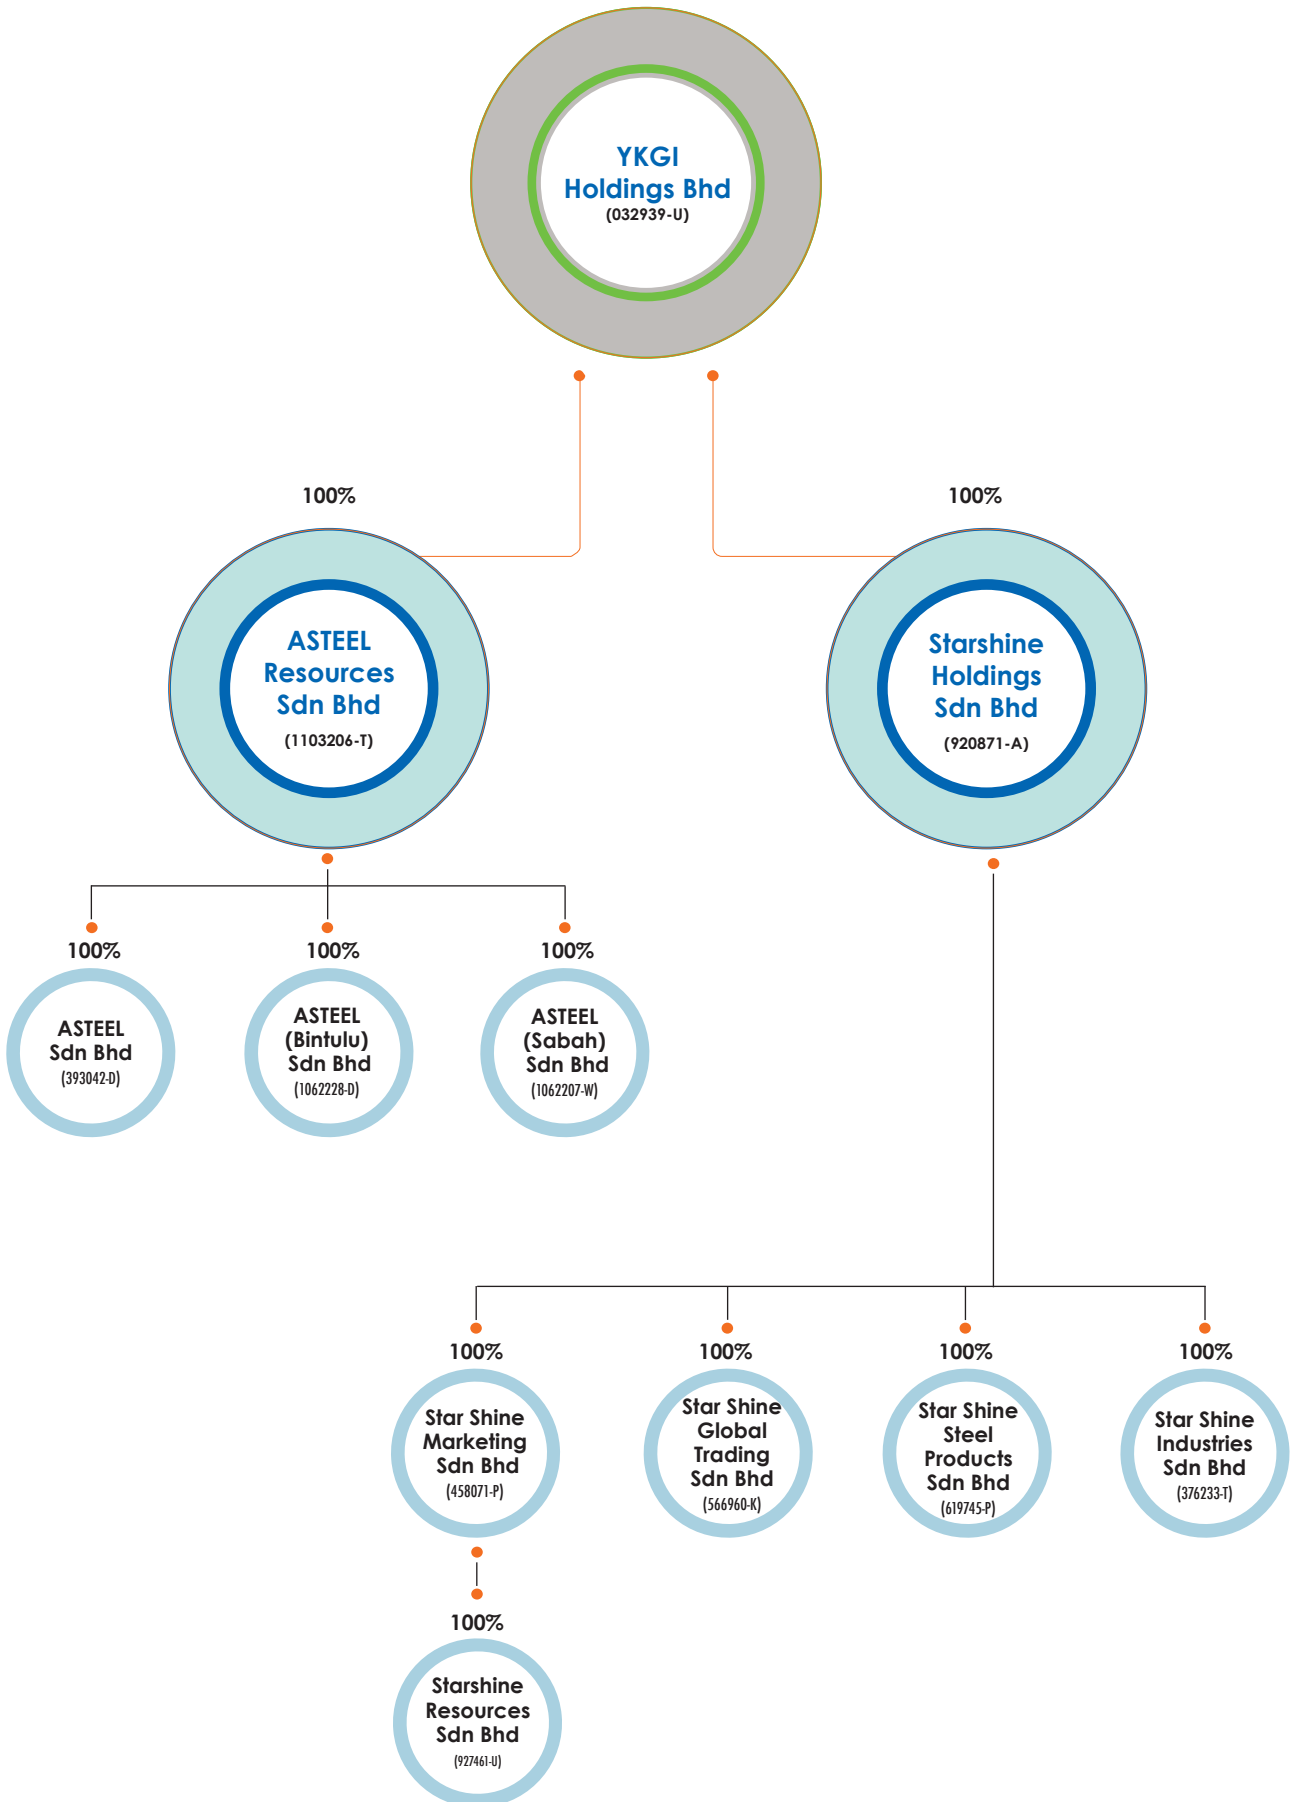 YKGI
Holdings Bhd
(032939-U)
100%
100%
ASTEEL
Resources
Sdn Bhd
(1103206-T)
Starshine
Holdings
Sdn Bhd
(920871-A)
100%
100%
100%
ASTEEL
Sdn Bhd
(393042-D)
ASTEEL
(Bintulu)
Sdn Bhd
(1062228-D)
ASTEEL
(Sabah)
Sdn Bhd
(1062207-W)
100%
100%
100%
100%
Star Shine
Marketing
Sdn Bhd
(458071-P)
Star Shine
Global
Trading
Sdn Bhd
(566960-K)
Star Shine
Steel
Products
Sdn Bhd
(619745-P)
Star Shine
Industries
Sdn Bhd
(376233-T)
100%
Starshine
Resources
Sdn Bhd
(927461-U)